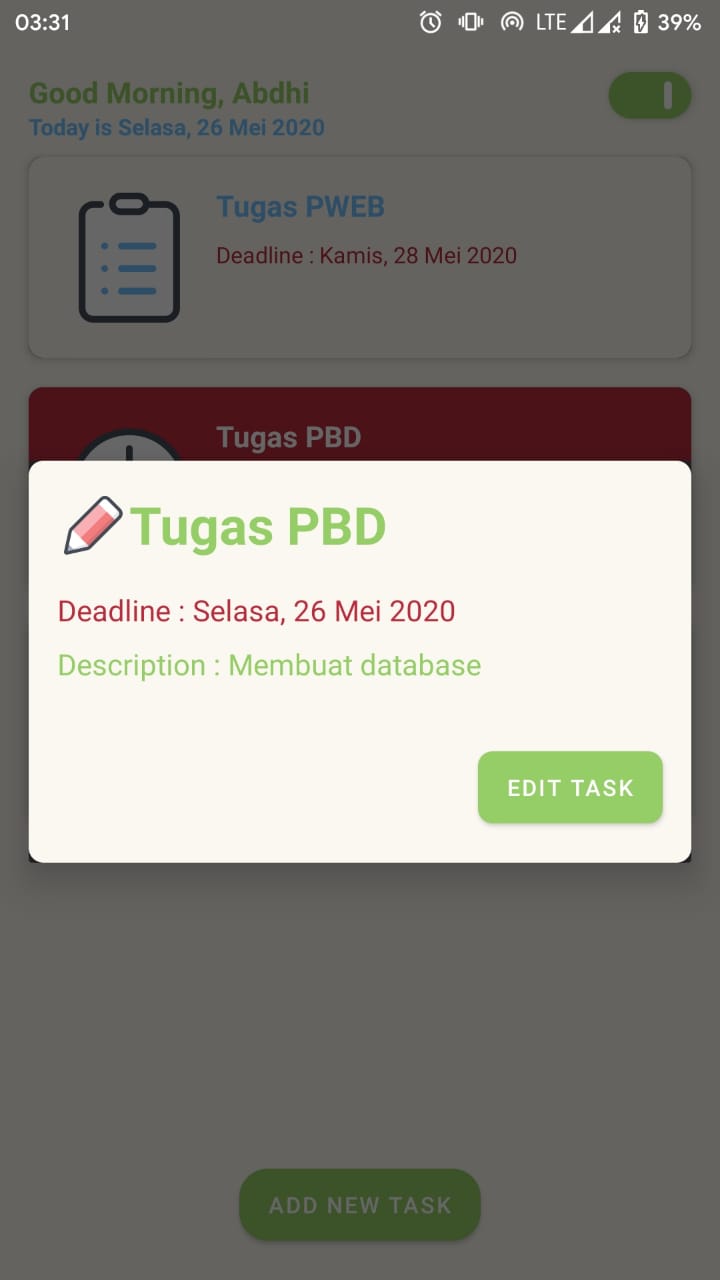 03:31 LTE 39%
Good Morning, Abdhi
Today is Selasa, 26 Mei 2020
Tugas PWEB
Deadline : Kamis, 28 Mei 2020
Tugas PBD
Tugas PBD
Deadline : Selasa, 26 Mei 2020
Description : Membuat database
EDIT TASK
ADD NEW TASK